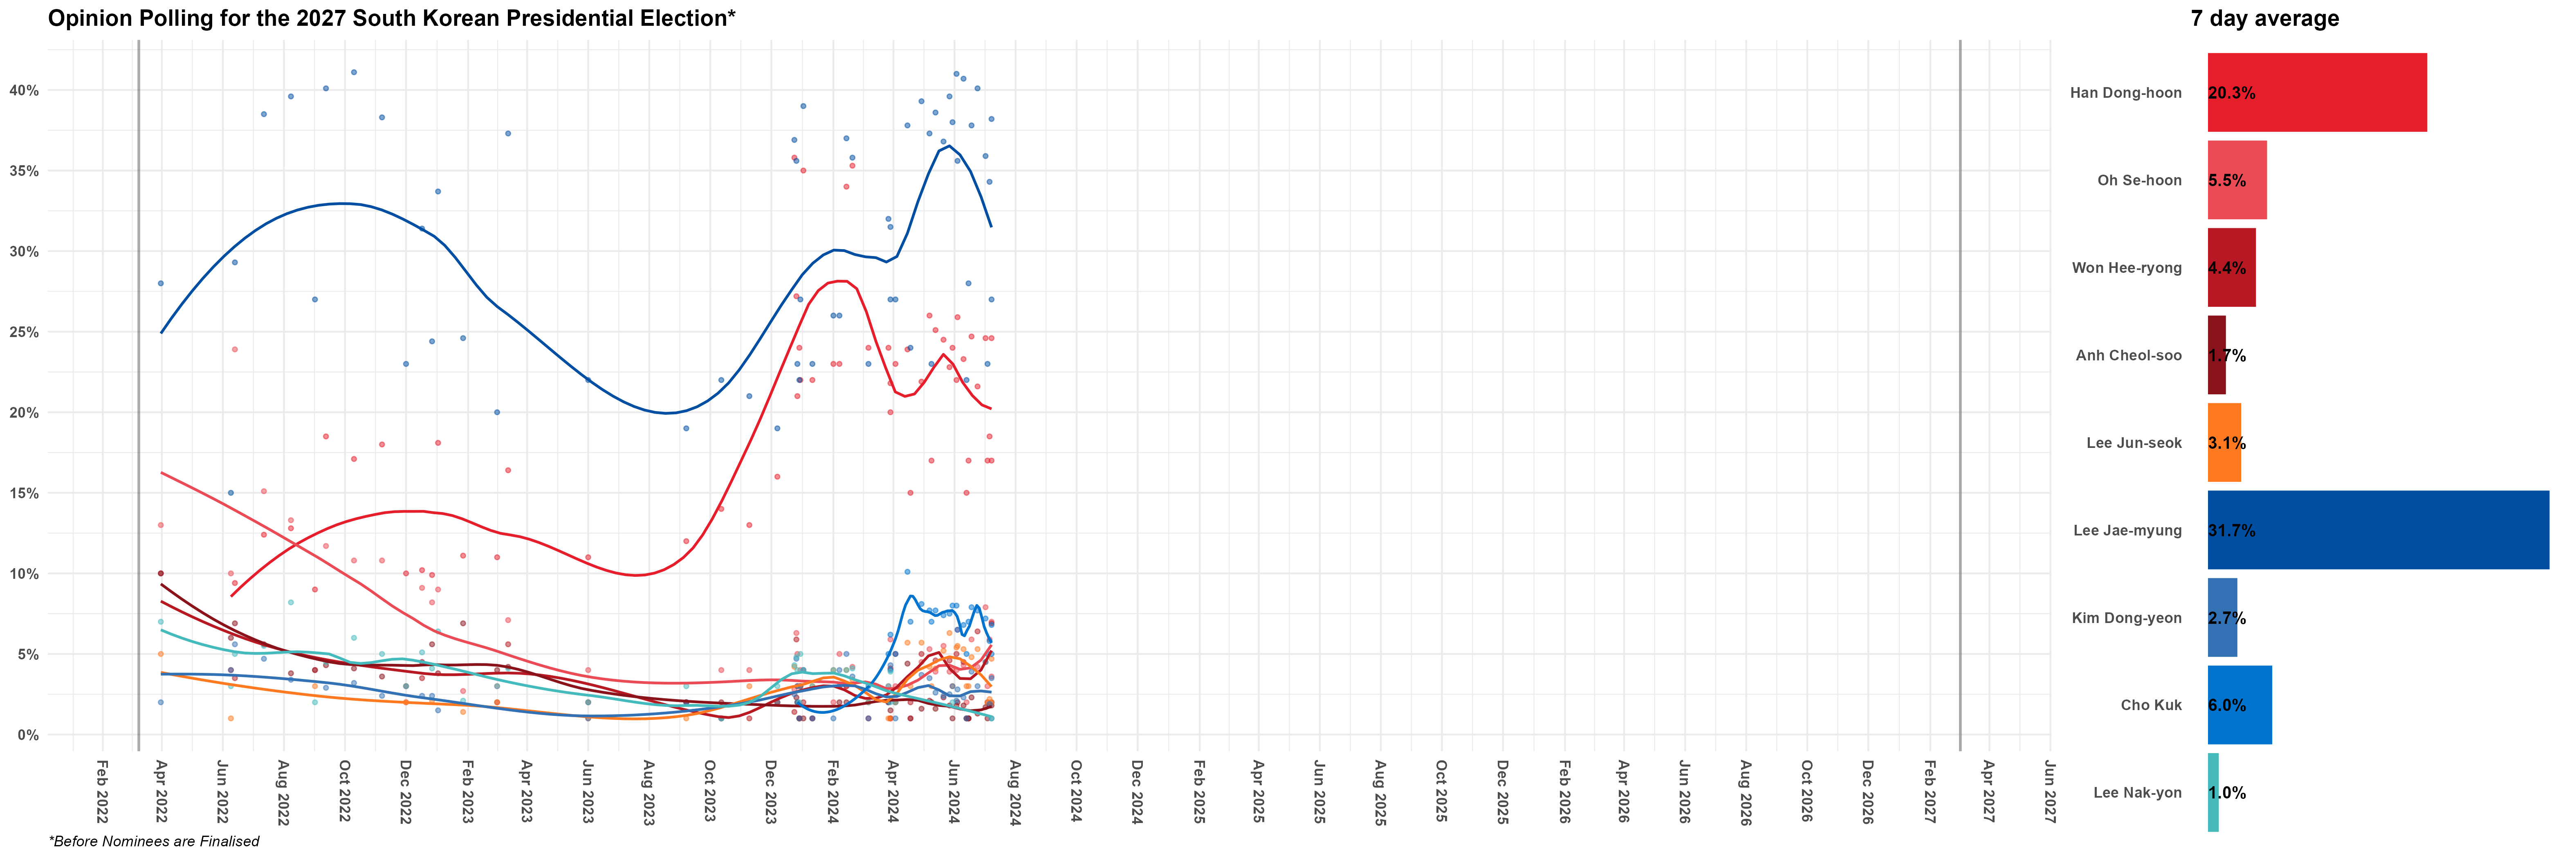 Opinion Polling for the 2027 South Korean Presidential Election*
40%
35%
30%
25%
20%
15%
10%
5%
0%
Feb 2022
Apr 2022
Jun 2022
Aug 2022
Oct 2022
Dec 2022
Feb 2023
Apr 2023
Jun 2023
Aug 2023
Oct 2023
Dec 2023
Feb 2024
Apr 2024
Jun 2024
Aug 2024
Oct 2024
Dec 2024
Feb 2025
Apr 2025
Jun 2025
Aug 2025
Oct 2025
Dec 2025
Feb 2026
Apr 2026
Jun 2026
Aug 2026
Oct 2026
Dec 2026
Feb 2027
Apr 2027
Jun 2027
*Before Nominees are Finalised
7 day average
Han Dong-hoon 20.3%
Oh Se-hoon 5.5%
Won Hee-ryong 4.4%
Anh Cheol-soo 1.7%
Lee Jun-seok 3.1%
Lee Jae-myung 31.7%
Kim Dong-yeon 2.7%
Cho Kuk 6.0%
Lee Nak-yon 1.0%